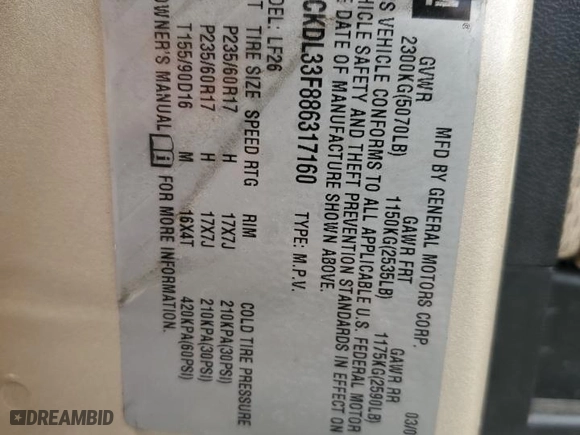 MFD BY GENERAL MOTORS CORP. 03/0
GVWR GAWR FRT GAWR RR
2300KG(5070LB) 1150KG(2535LB) 1175KG(2590LB)
S VEHICLE CONFORMS TO ALL APPLICABLE U.S. FEDERAL MOTOR
HICLE SAFETY AND THEFT PREVENTION STANDARDS IN EFFECT ON
E DATE OF MANUFACTURE SHOWN ABOVE.
CKDL33F886317160 TYPE: M.P.V.
DEL: LF26
TIRE SIZE SPEED RTG RIM COLD TIRE PRESSURE
P235/60R17 H 17X7J 210KPA(30PSI)
P235/60R17 H 17X7J 210KPA(30PSI)
T155/90D16 M 16X4T 420KPA(60PSI)
OWNER'S MANUAL i FOR MORE INFORMATION.
DREAMBID